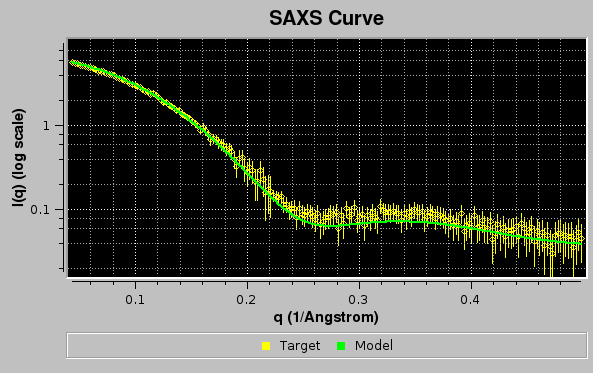 SAXS Curve
I(q) (log scale)
1
0.1
0.1 0.2 0.3 0.4
q (1/Angstrom)
Target Model